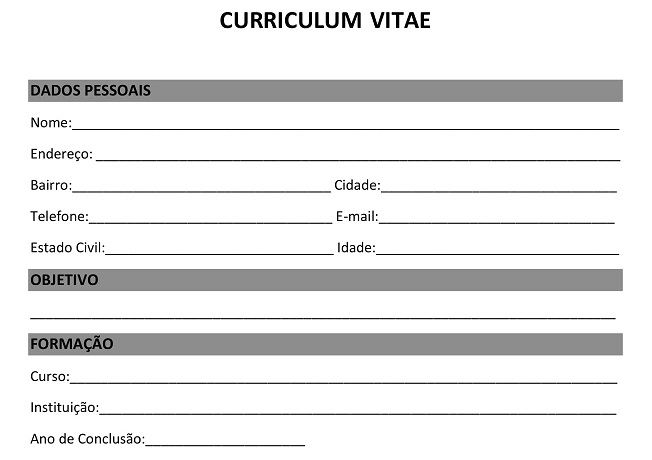 CURRICULUM VITAE
DADOS PESSOAIS
Nome:
Endereço:
Bairro: Cidade:
Telefone: E-mail:
Estado Civil: Idade:
OBJETIVO
FORMAÇÃO
Curso:
Instituição:
Ano de Conclusão: